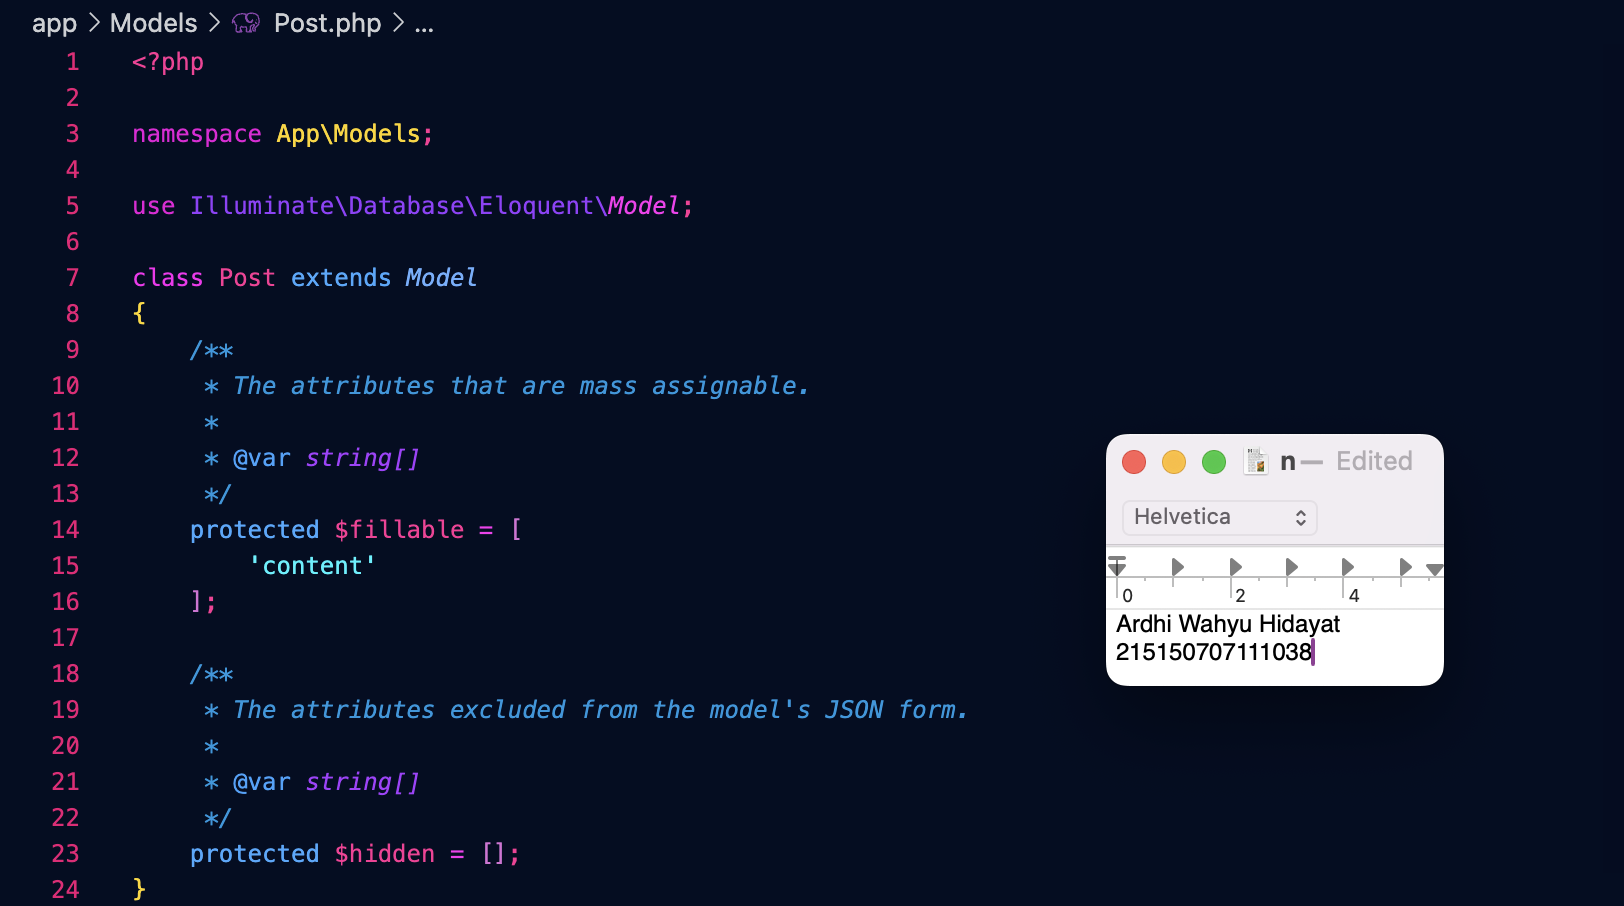 app > Models > Post.php > ...
1 <?php
2
3 namespace App\Models;
4
5 use Illuminate\Database\Eloquent\Model;
6
7 class Post extends Model
8 {
9     /**
10      * The attributes that are mass assignable.
11      *
12      * @var string[]
13      */
14     protected $fillable = [
15         'content'
16     ];
17
18     /**
19      * The attributes excluded from the model's JSON form.
20      *
21      * @var string[]
22      */
23     protected $hidden = [];
24 }
n — Edited
Helvetica
0 2 4
Ardhi Wahyu Hidayat
215150707111038